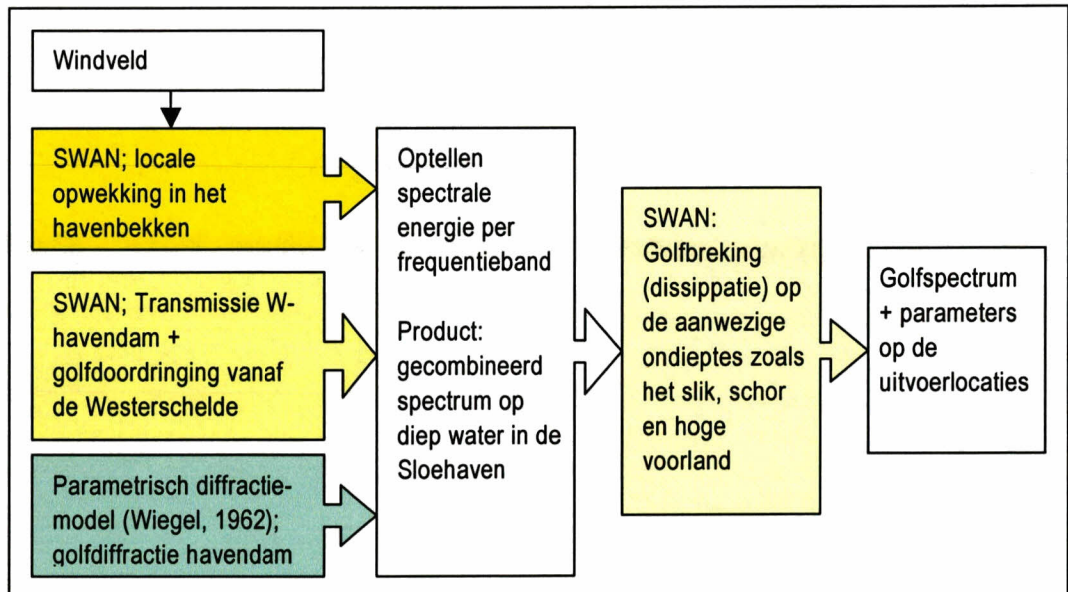 Windveld
SWAN; locale
opwekking in het
havenbekken
SWAN; Transmissie W-
havendam +
golfdoordringing vanaf
de Westerschelde
Parametrisch diffractie-
model (Wiegel, 1962);
golfdiffractie havendam
Optellen
spectrale
energie per
frequentieband
Product:
gecombineerd
spectrum op
diep water in de
Sloehaven
SWAN:
Golfbreking
(dissippatie) op
de aanwezige
ondieptes zoals
het slik, schor
en hoge
voorland
Golfspectrum
+ parameters
op de
uitvoerlocaties